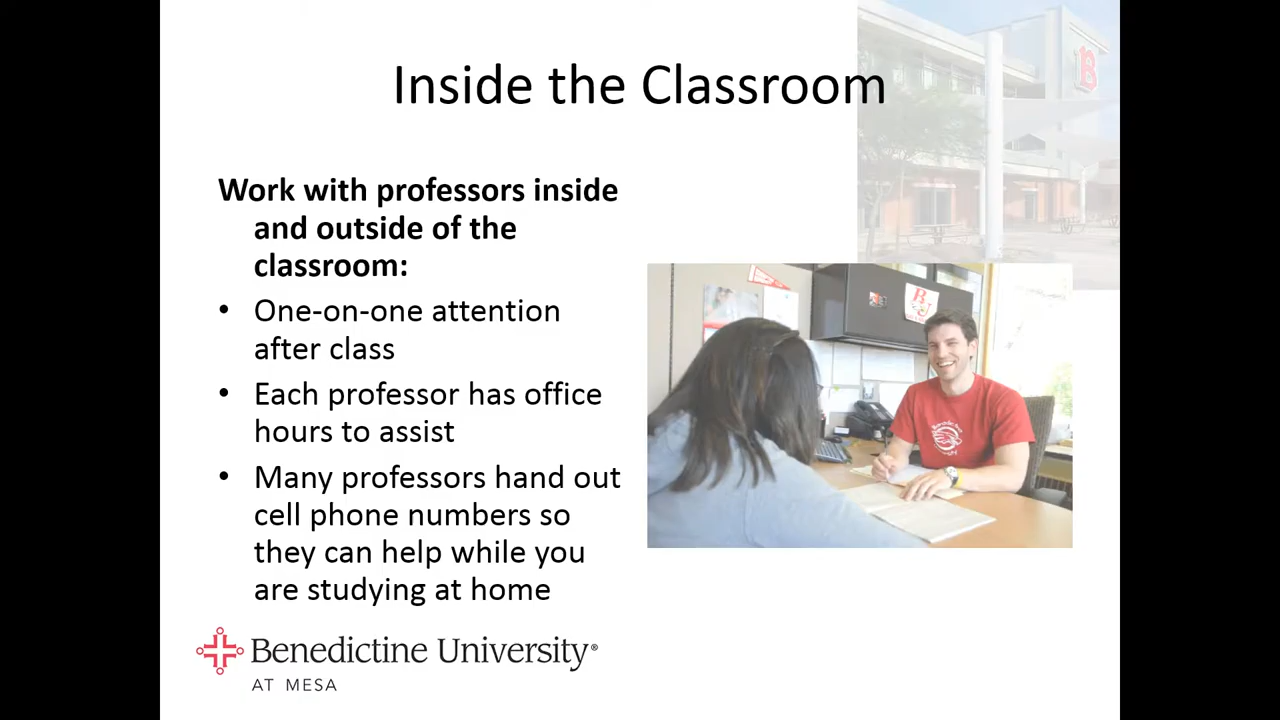 Inside the Classroom
Work with professors inside
and outside of the
classroom:
• One-on-one attention
after class
• Each professor has office
hours to assist
• Many professors hand out
cell phone numbers so
they can help while you
are studying at home
Benedictine University®
AT MESA
B